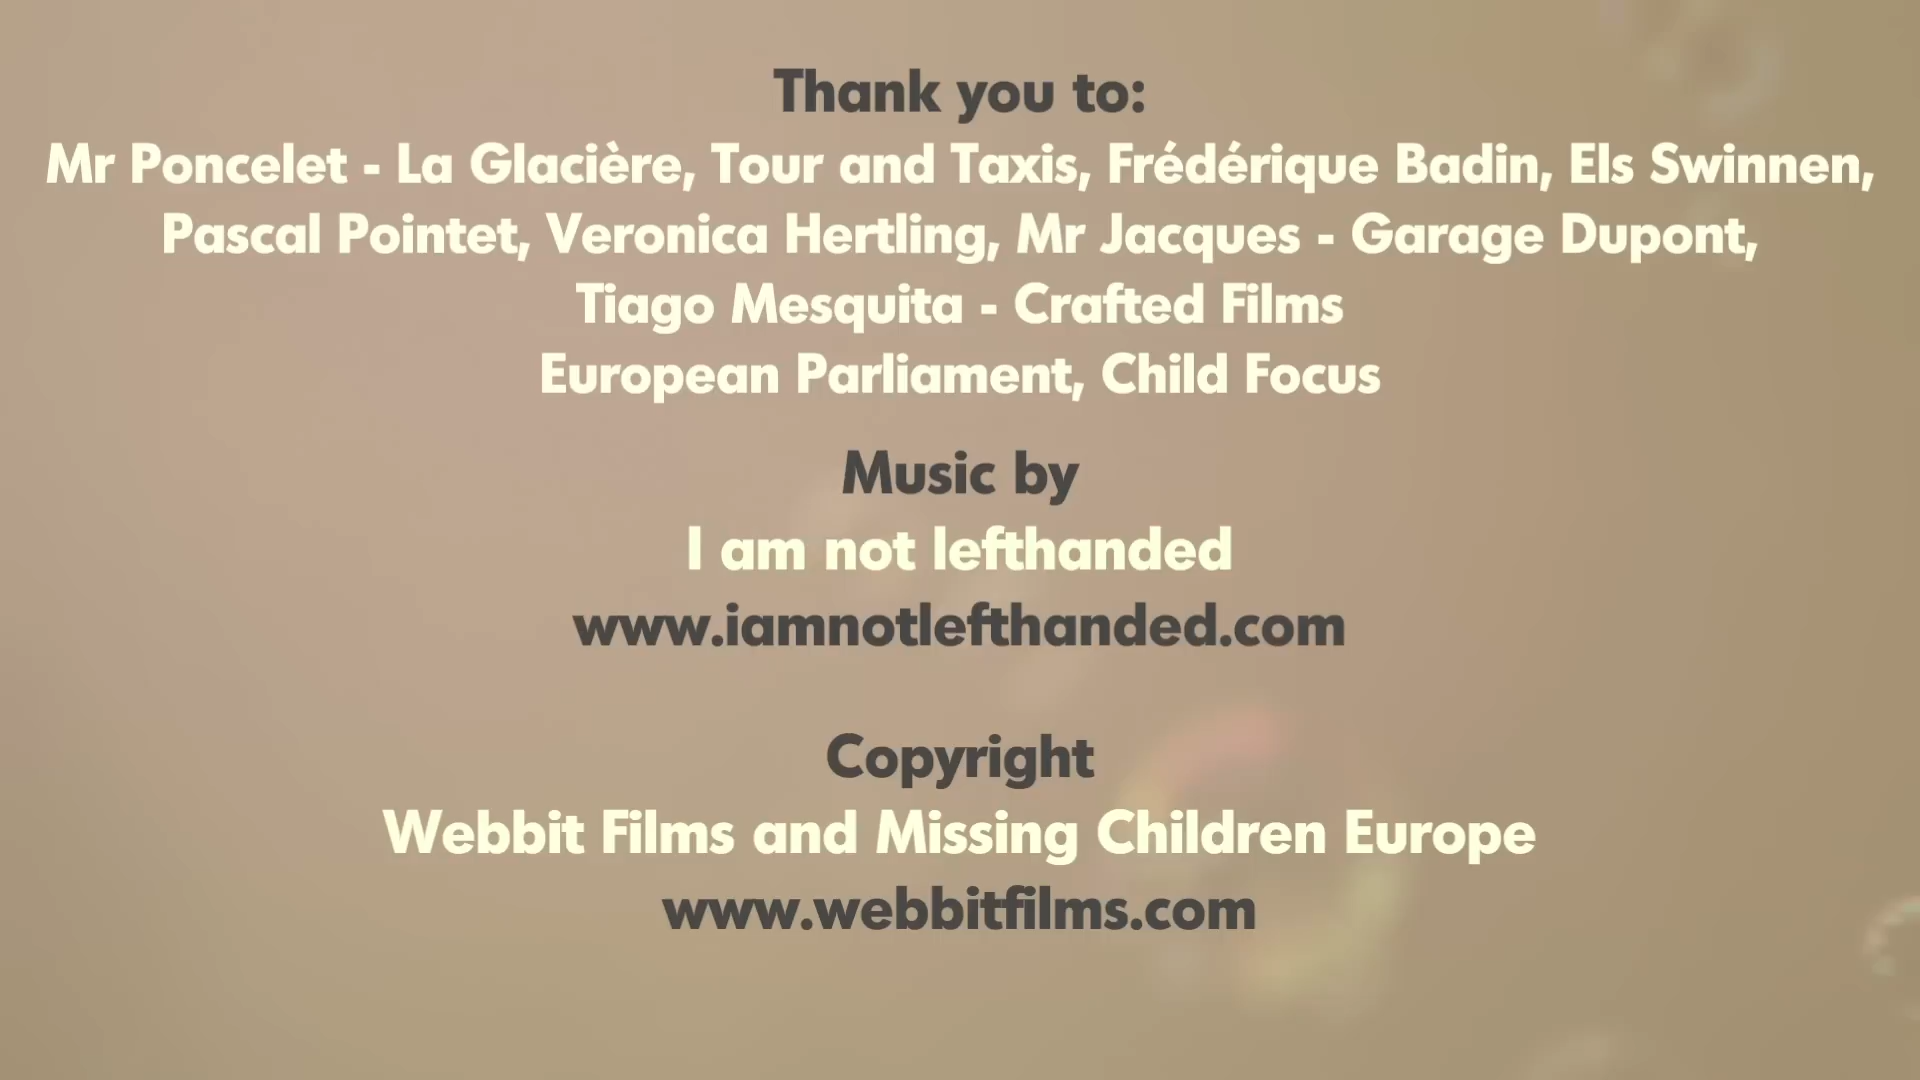 Thank you to:
Mr Poncelet - La Glacière, Tour and Taxis, Frédérique Badin, Els Swinnen,
Pascal Pointet, Veronica Hertling, Mr Jacques - Garage Dupont,
Tiago Mesquita - Crafted Films
European Parliament, Child Focus
Music by
I am not lefthanded
www.iamnotlefthanded.com
Copyright
Webbit Films and Missing Children Europe
www.webbitfilms.com